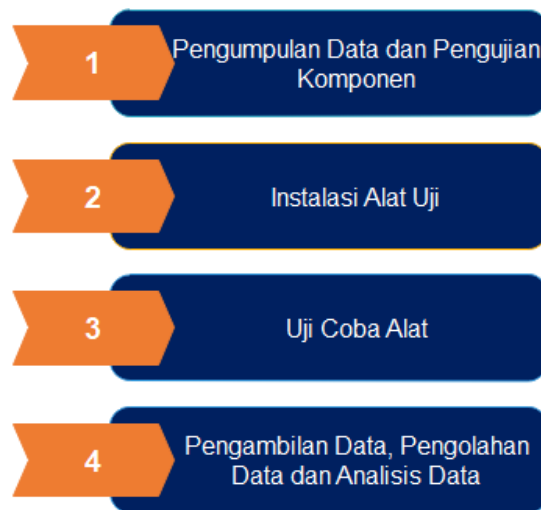 1
Pengumpulan Data dan Pengujian
Komponen
2
Instalasi Alat Uji
3
Uji Coba Alat
4
Pengambilan Data, Pengolahan
Data dan Analisis Data